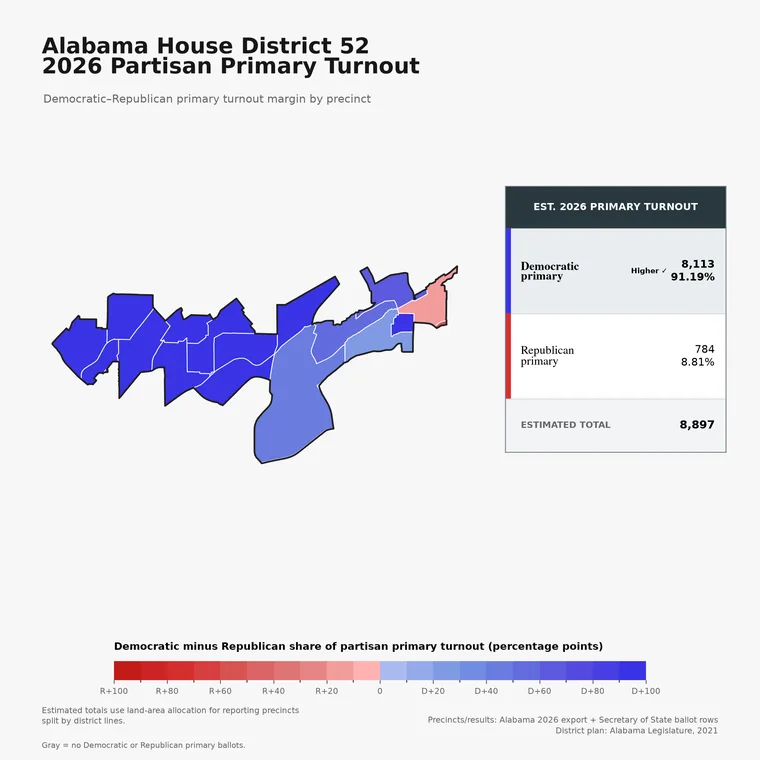 Alabama House District 52
2026 Partisan Primary Turnout
Democratic–Republican primary turnout margin by precinct
EST. 2026 PRIMARY TURNOUT
Democratic
primary
Higher ✓
8,113
91.19%
Republican
primary
784
8.81%
ESTIMATED TOTAL
8,897
Democratic minus Republican share of partisan primary turnout (percentage points)
R+100 R+80 R+60 R+40 R+20 0 D+20 D+40 D+60 D+80 D+100
Estimated totals use land-area allocation for reporting precincts
split by district lines.
Gray = no Democratic or Republican primary ballots.
Precincts/results: Alabama 2026 export + Secretary of State ballot rows
District plan: Alabama Legislature, 2021